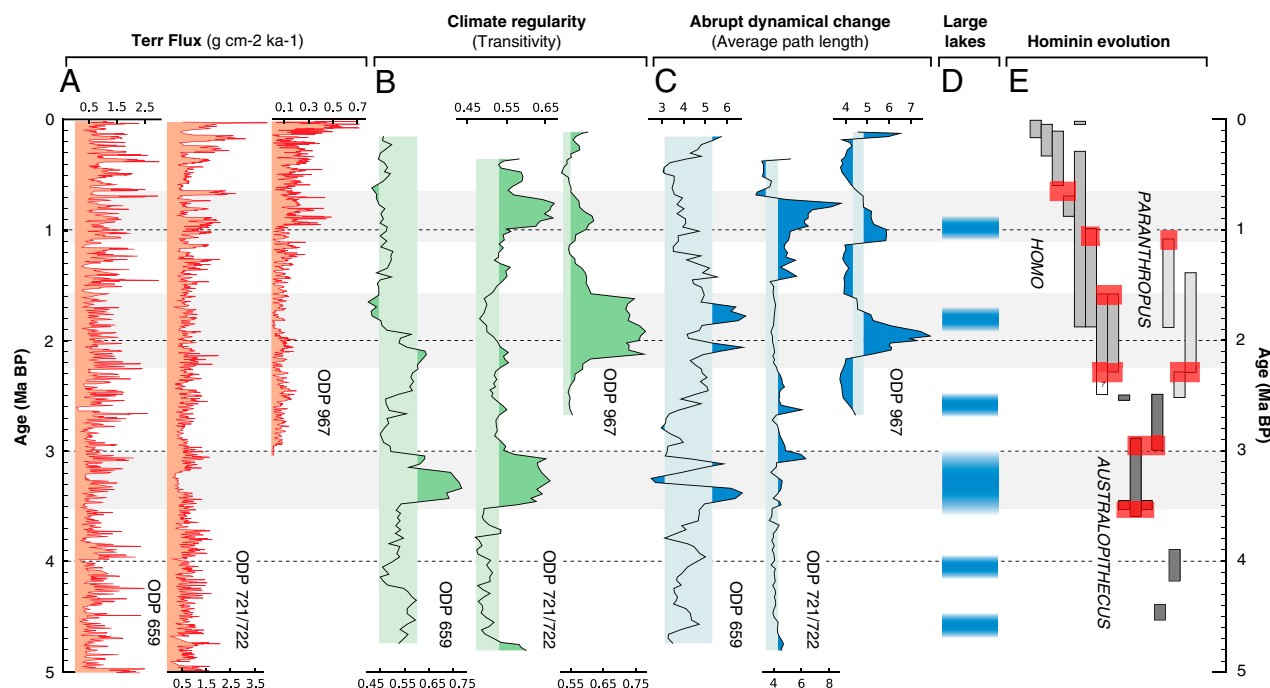 Terr Flux (g cm-2 ka-1)
Climate regularity
(Transitivity)
Abrupt dynamical change
(Average path length)
Large
lakes
Hominin evolution
A
B
C
D
E
0.5 1.5 2.5
0.1 0.3 0.5 0.7
0.45 0.55 0.65
3 4 5 6
4 5 6 7
Age (Ma BP)
0
1
2
3
4
5
ODP 659
ODP 721/722
ODP 967
ODP 659
ODP 721/722
ODP 967
ODP 659
ODP 721/722
ODP 967
HOMO
PARANTHROPUS
AUSTRALOPITHECUS
?
0
1
2
3
4
5
Age (Ma BP)
0.5 1.5 2.5 3.5
0.45 0.55 0.65 0.75
0.55 0.65 0.75
4 6 8